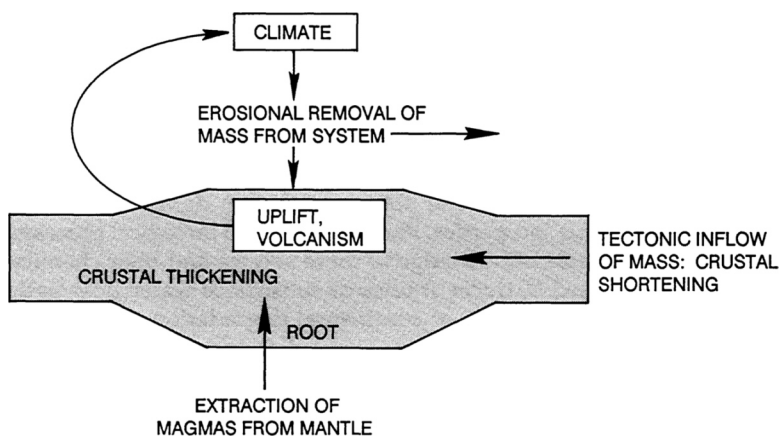 CLIMATE
EROSIONAL REMOVAL OF
MASS FROM SYSTEM
UPLIFT,
VOLCANISM
TECTONIC INFLOW
OF MASS: CRUSTAL
SHORTENING
CRUSTAL THICKENING
ROOT
EXTRACTION OF
MAGMAS FROM MANTLE